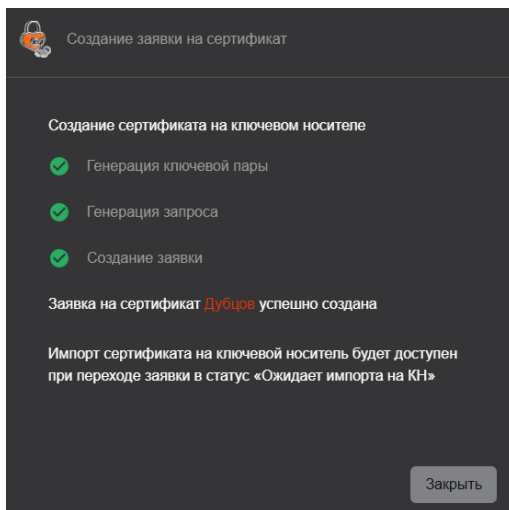 Создание заявки на сертификат
Создание сертификата на ключевом носителе
Генерация ключевой пары
Генерация запроса
Создание заявки
Заявка на сертификат Дубцов успешно создана
Импорт сертификата на ключевой носитель будет доступен
при переходе заявки в статус «Ожидает импорта на КН»
Закрыть